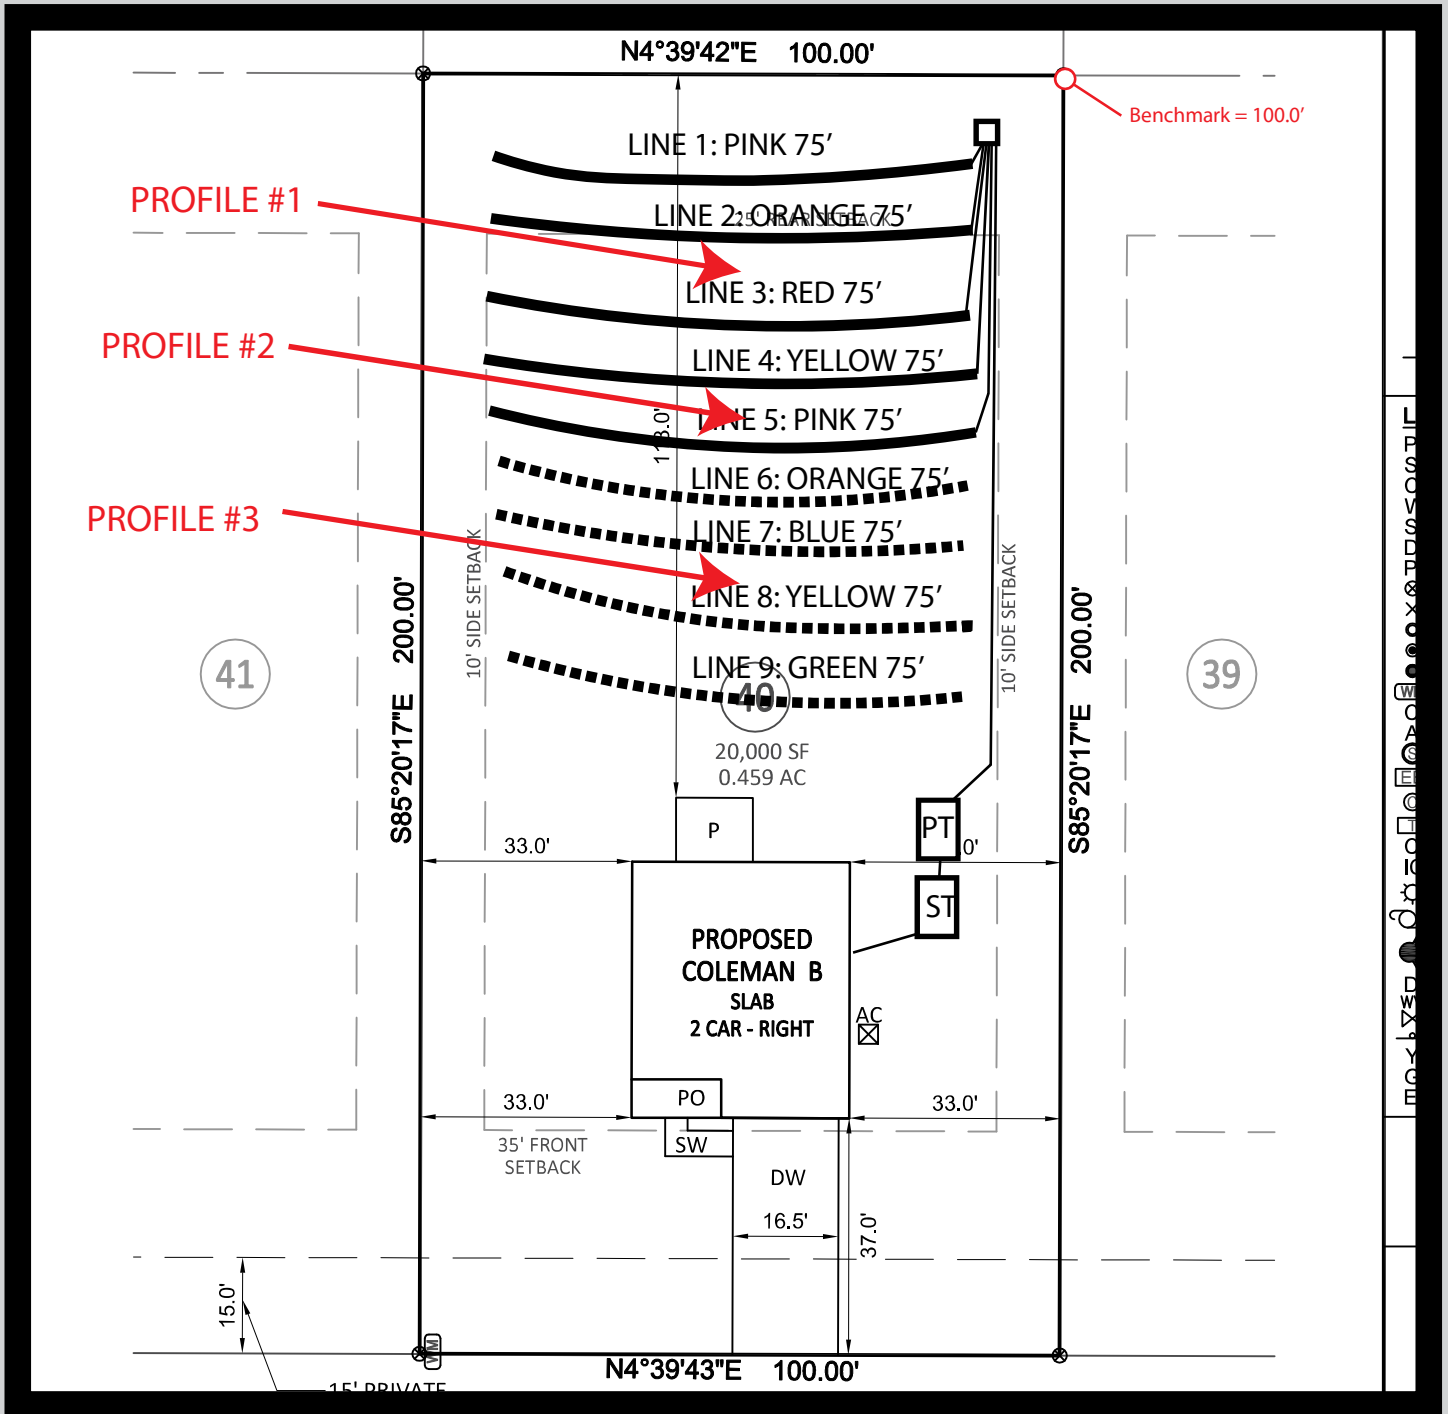 N4°39'42"E 100.00'
Benchmark = 100.0'
LINE 1: PINK 75'
PROFILE #1
LINE 2: ORANGE 75'
25' REAR SETBACK
LINE 3: RED 75'
PROFILE #2
LINE 4: YELLOW 75'
LINE 5: PINK 75'
LINE 6: ORANGE 75'
PROFILE #3
LINE 7: BLUE 75'
LINE 8: YELLOW 75'
LINE 9: GREEN 75'
10' SIDE SETBACK
10' SIDE SETBACK
S85°20'17"E 200.00'
S85°20'17"E 200.00'
41
40
39
20,000 SF
0.459 AC
P
PT
33.0'
0'
ST
PROPOSED
COLEMAN B
SLAB
2 CAR - RIGHT
AC
PO
33.0'
33.0'
SW
35' FRONT
SETBACK
DW
16.5'
37.0'
15.0'
WM
N4°39'43"E 100.00'
15' PRIVATE
L
P
S
S
D
P